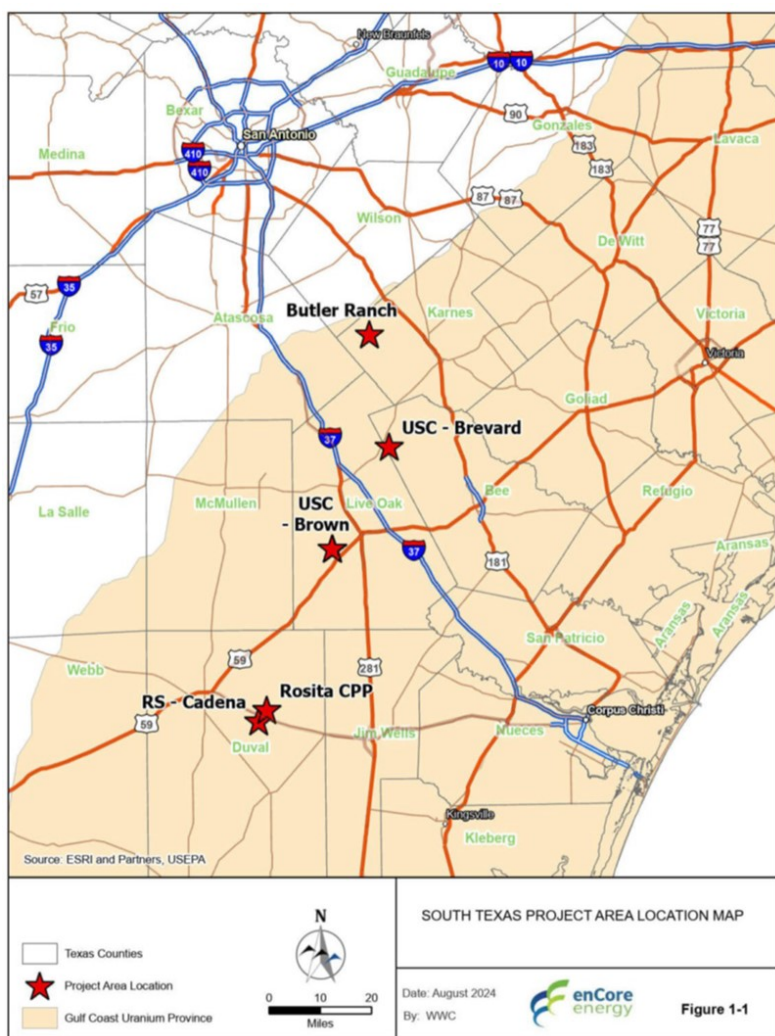 New Braunfels
Guadalupe
10
10
Bexar
90
Gonzales
San Antonio
Lavaca
183
Medina
410
410
183
87
87
Wilson
77
77
De Witt
35
57
Butler Ranch
Karnes
Victoria
Atascosa
Frio
35
Victoria
Goliad
USC - Brevard
37
USC
- Brown
McMullen
Live Oak
Bee
Refugio
La Salle
37
Aransas
181
Aransas
Aransas
San Patricio
59
281
Webb
RS - Cadena
Rosita CPP
59
Corpus Christi
Duval
Jim Wells
Nueces
Kingsville
Kleberg
Source: ESRI and Partners, USEPA
N
Texas Counties
Project Area Location
Gulf Coast Uranium Province
0 10 20
Miles
SOUTH TEXAS PROJECT AREA LOCATION MAP
Date: August 2024
By: WWC
enCore
energy
Figure 1-1